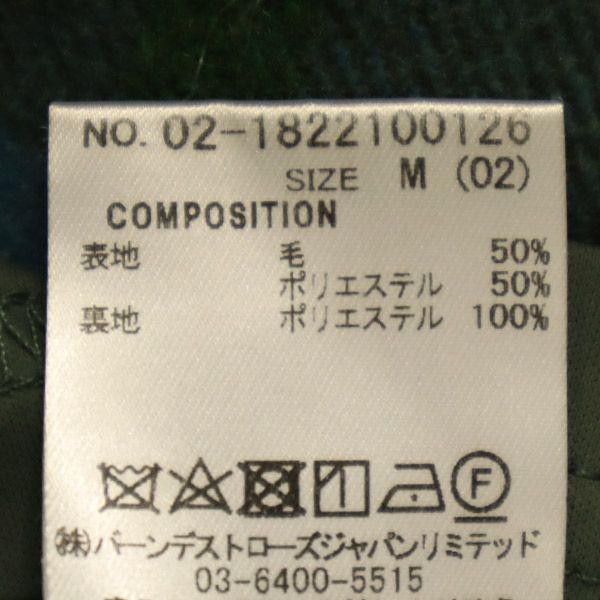 NO. 02-1822100126
SIZE M (02)
COMPOSITION
表地 毛 50%
ポリエステル 50%
裏地 ポリエステル 100%
F
㈱バーンデストローズジャパンリミテッド
03-6400-5515